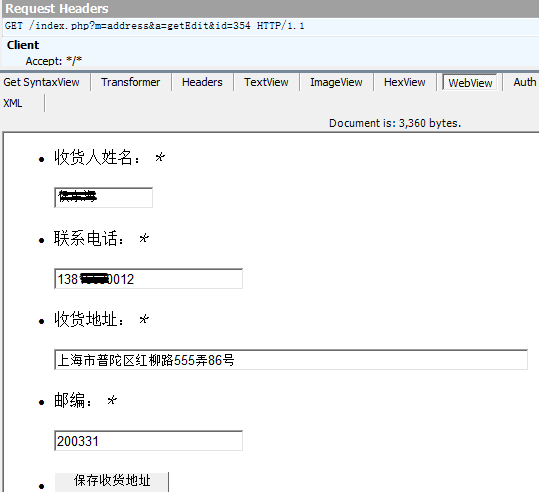 Request Headers
GET /index.php?m=address&a=getEdit&id=354 HTTP/1.1
Client
Accept: */*
Get SyntaxView Transformer Headers TextView ImageView HexView WebView Auth
XML
Document is: 3,360 bytes.
收货人姓名： *
联系电话： *
138 0012
收货地址： *
上海市普陀区红柳路555弄86号
邮编： *
200331
保存收货地址